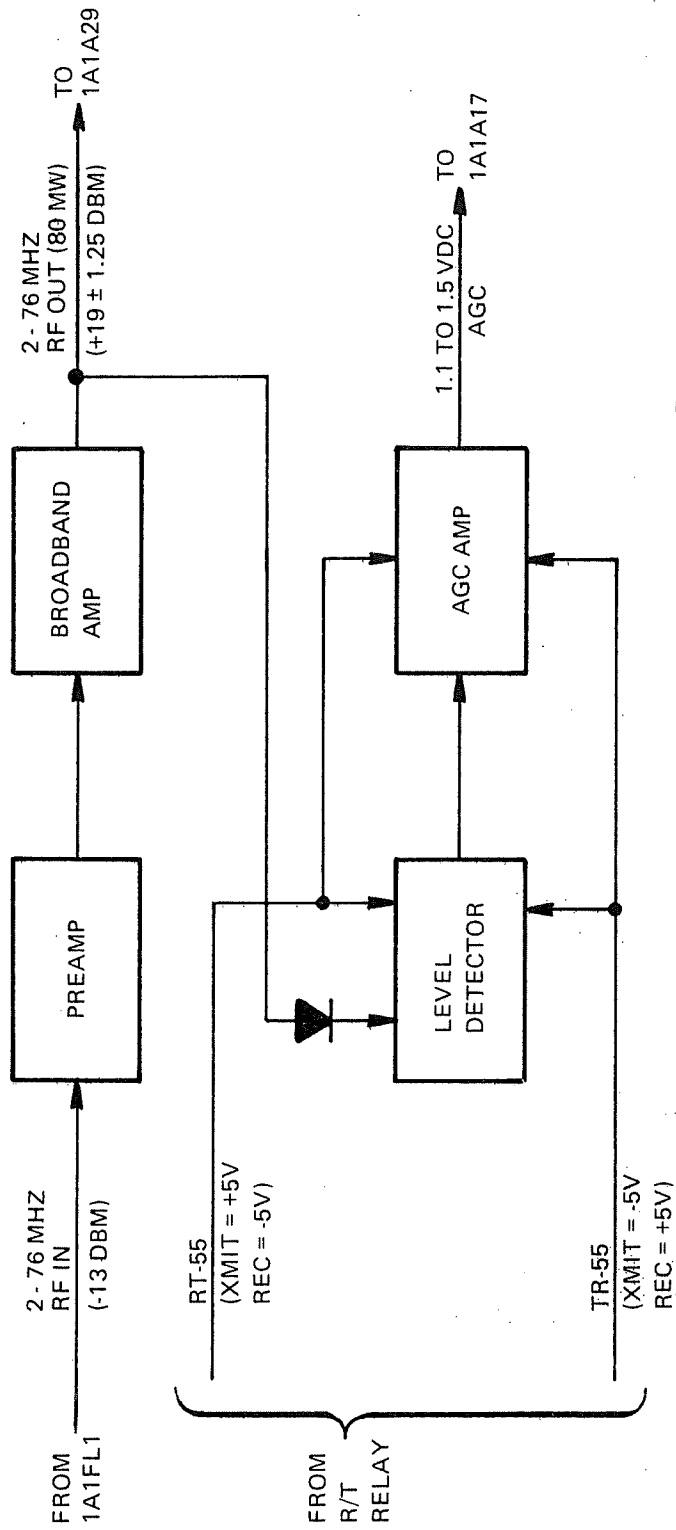 FROM
1A1FL1
2 - 76 MHZ
RF IN
(-13 DBM)
PREAMP
BROADBAND
AMP
2 - 76 MHZ
RF OUT (80 MW)
(+19 ± 1.25 DBM)
TO
1A1A29
FROM
R/T
RELAY
RT-55
(XMIT = +5V
REC = -5V)
TR-55
(XMIT = -5V
REC = +5V)
LEVEL
DETECTOR
AGC AMP
1.1 TO 1.5 VDC
AGC
TO
1A1A17